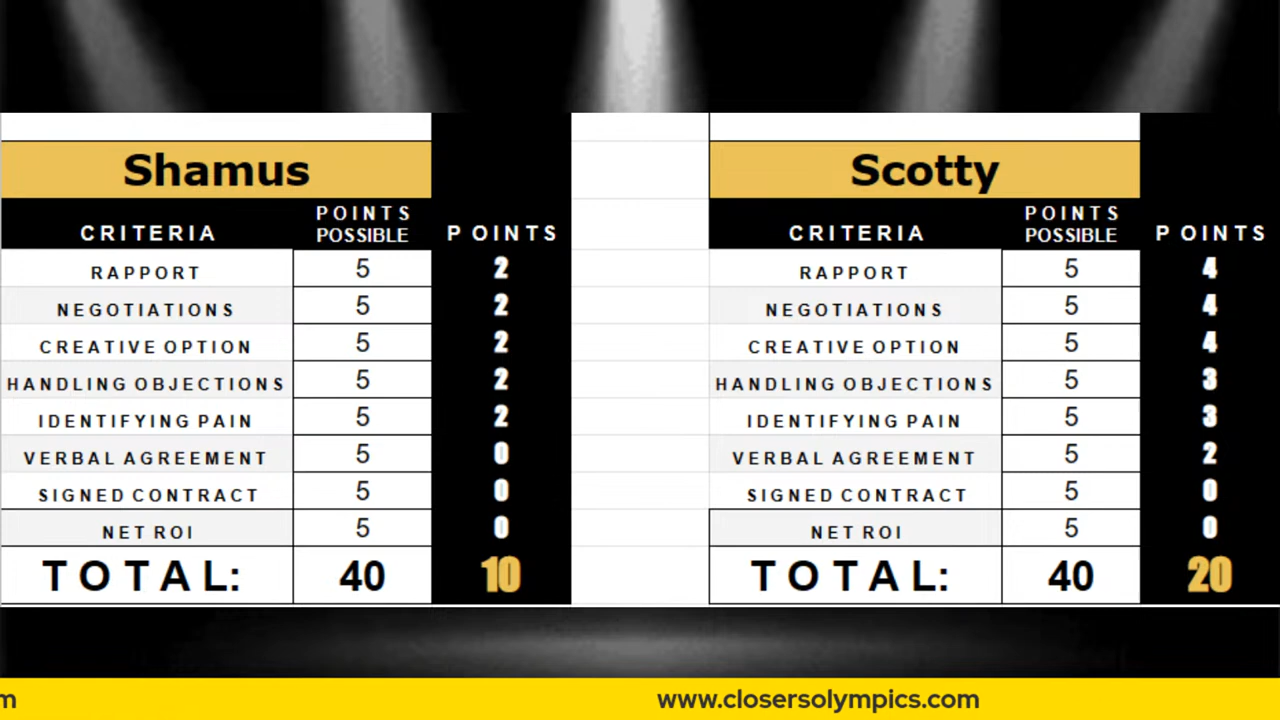 Shamus
CRITERIA POINTS POSSIBLE POINTS
RAPPORT 5 2
NEGOTIATIONS 5 2
CREATIVE OPTION 5 2
HANDLING OBJECTIONS 5 2
IDENTIFYING PAIN 5 2
VERBAL AGREEMENT 5 0
SIGNED CONTRACT 5 0
NET ROI 5 0
TOTAL: 40 10
Scotty
CRITERIA POINTS POSSIBLE POINTS
RAPPORT 5 4
NEGOTIATIONS 5 4
CREATIVE OPTION 5 4
HANDLING OBJECTIONS 5 3
IDENTIFYING PAIN 5 3
VERBAL AGREEMENT 5 2
SIGNED CONTRACT 5 0
NET ROI 5 0
TOTAL: 40 20
www.closersolympics.com